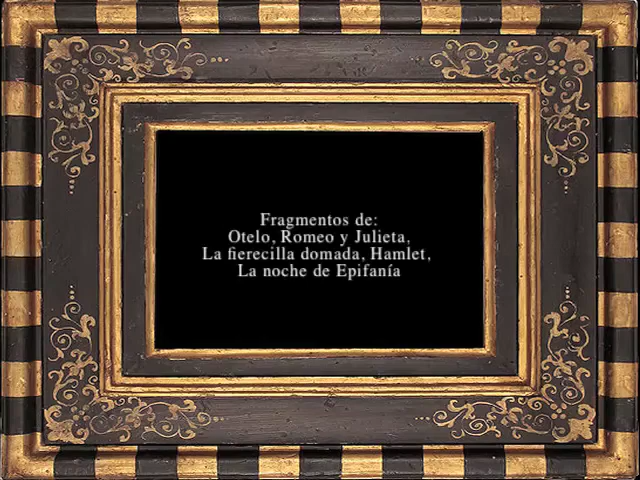 Fragmentos de:
Otelo, Romeo y Julieta,
La fierecilla domada, Hamlet,
La noche de Epifanía